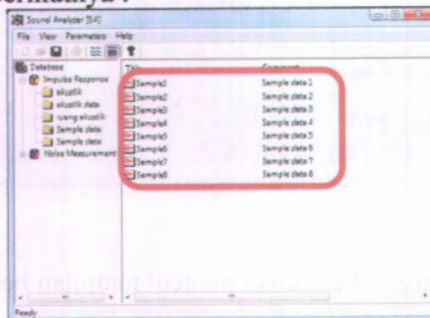 berikutnya :
Sound Analyzer [SA]
File View Parameters Help
Database
Impulse Response
akustik
akustik data
ruang akustik
Sample data
Sample data
Noise Measurement
Title Comment
Sample1 Sample data 1
Sample2 Sample data 2
Sample3 Sample data 3
Sample4 Sample data 4
Sample5 Sample data 5
Sample6 Sample data 6
Sample7 Sample data 7
Sample8 Sample data 8
Ready